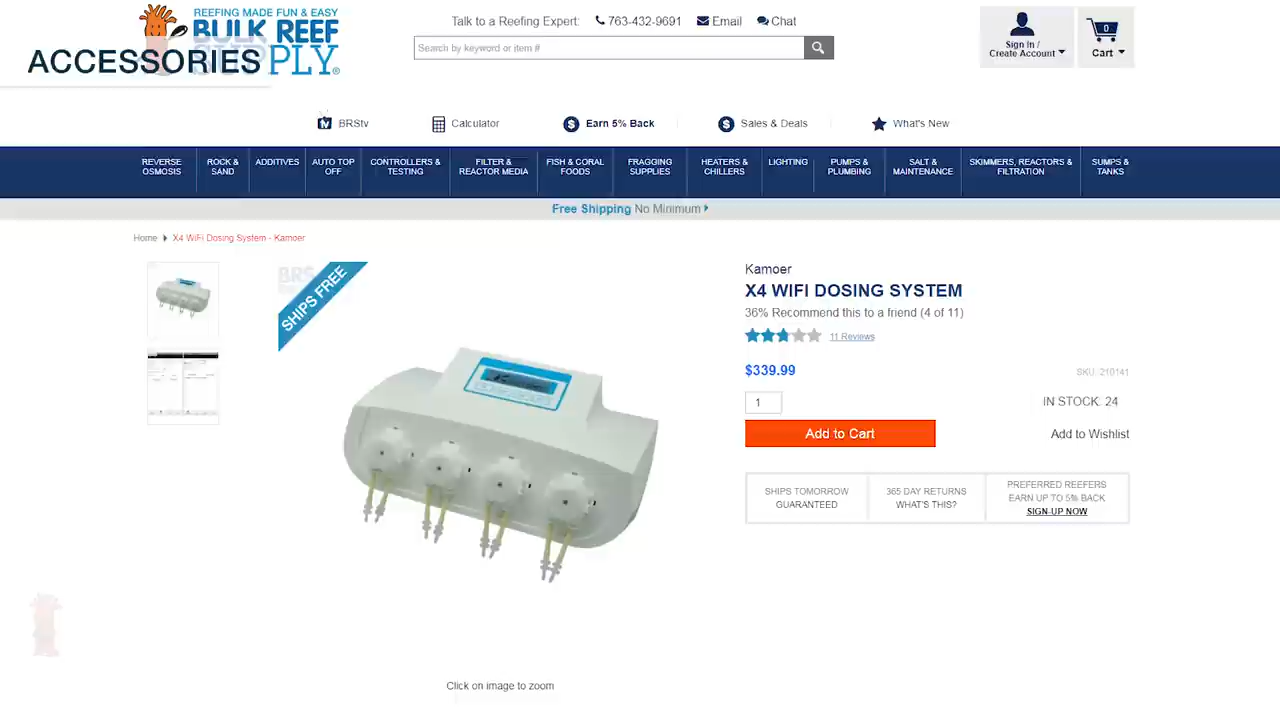 REEFING MADE FUN & EASY
BULK REEF
SUPPLY
ACCESSORIES
Talk to a Reefing Expert: 763-432-9691 Email Chat
Search by keyword or item #
Sign In /
Create Account
0
Cart
BRStv Calculator Earn 5% Back Sales & Deals What's New
REVERSE OSMOSIS
ROCK & SAND
ADDITIVES
AUTO TOP OFF
CONTROLLERS & TESTING
FILTER & REACTOR MEDIA
FISH & CORAL FOODS
FRAGGING SUPPLIES
HEATERS & CHILLERS
LIGHTING
PUMPS & PLUMBING
SALT & MAINTENANCE
SKIMMERS, REACTORS & FILTRATION
SUMPS & TANKS
Free Shipping No Minimum
Home X4 WiFi Dosing System - Kamoer
BRS
SHIPS FREE
Kamoer
X4 WIFI DOSING SYSTEM
36% Recommend this to a friend (4 of 11)
11 Reviews
$339.99
SKU: 210141
1
IN STOCK: 24
Add to Cart
Add to Wishlist
SHIPS TOMORROW
GUARANTEED
365 DAY RETURNS
WHAT'S THIS?
PREFERRED REEFERS
EARN UP TO 5% BACK
SIGN-UP NOW
Click on image to zoom